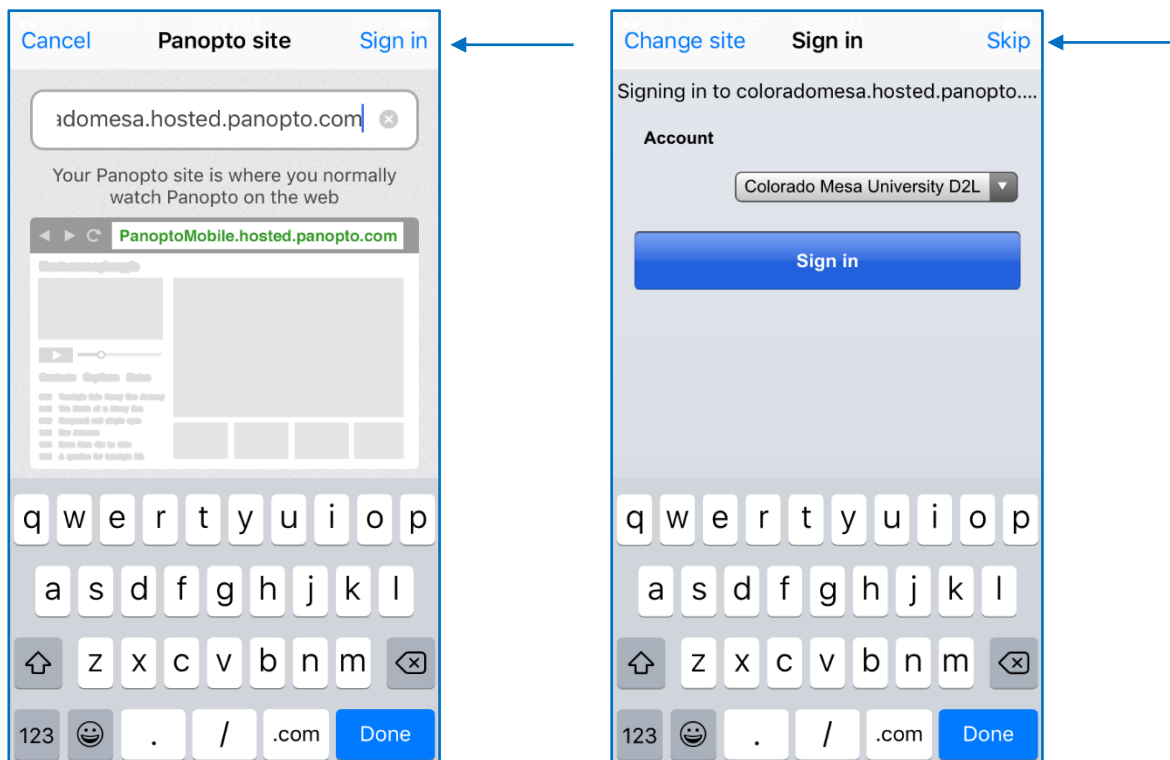 Cancel Panopto site Sign in
adomesa.hosted.panopto.com
Your Panopto site is where you normally
watch Panopto on the web
PanoptoMobile.hosted.panopto.com
q w e r t y u i o p
a s d f g h j k l
z x c v b n m
123 . / .com Done
Change site Sign in Skip
Signing in to coloradomesa.hosted.panopto....
Account
Colorado Mesa University D2L
Sign in
q w e r t y u i o p
a s d f g h j k l
z x c v b n m
123 . / .com Done